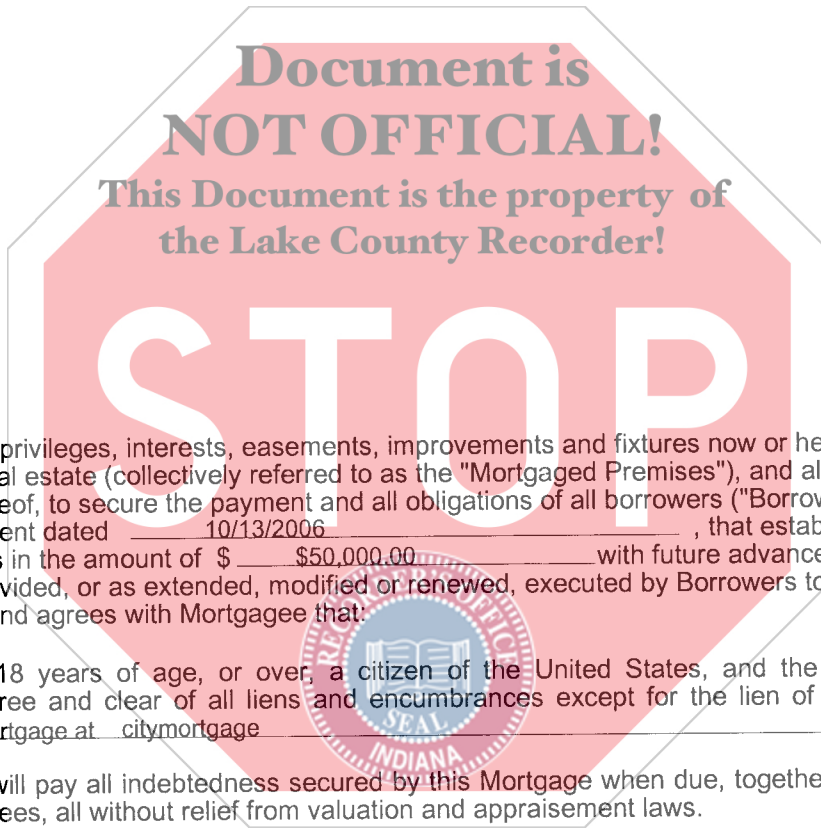 Document is
NOT OFFICIAL!
This Document is the property of
the Lake County Recorder!
STOP
privileges, interests, easements, improvements and fixtures now or he
al estate (collectively referred to as the "Mortgaged Premises"), and al
eof, to secure the payment and all obligations of all borrowers ("Borrow
ent dated 10/13/2006 , that estab
s in the amount of $ $50,000.00 with future advance
vided, or as extended, modified or renewed, executed by Borrowers to
nd agrees with Mortgagee that:
18 years of age, or over, a citizen of the United States, and the
ree and clear of all liens and encumbrances except for the lien of
rtgage at citymortgage
vill pay all indebtedness secured by this Mortgage when due, togethe
ees, all without relief from valuation and appraisement laws.
RECORDER'S OFFICE
SEAL
INDIANA